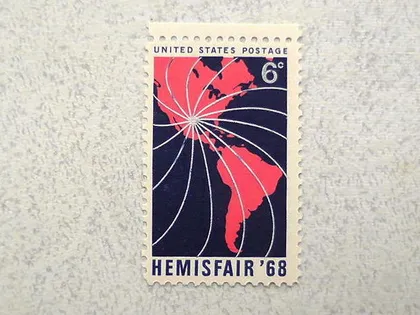 UNITED STATES POSTAGE
6c
HEMISFAIR '68